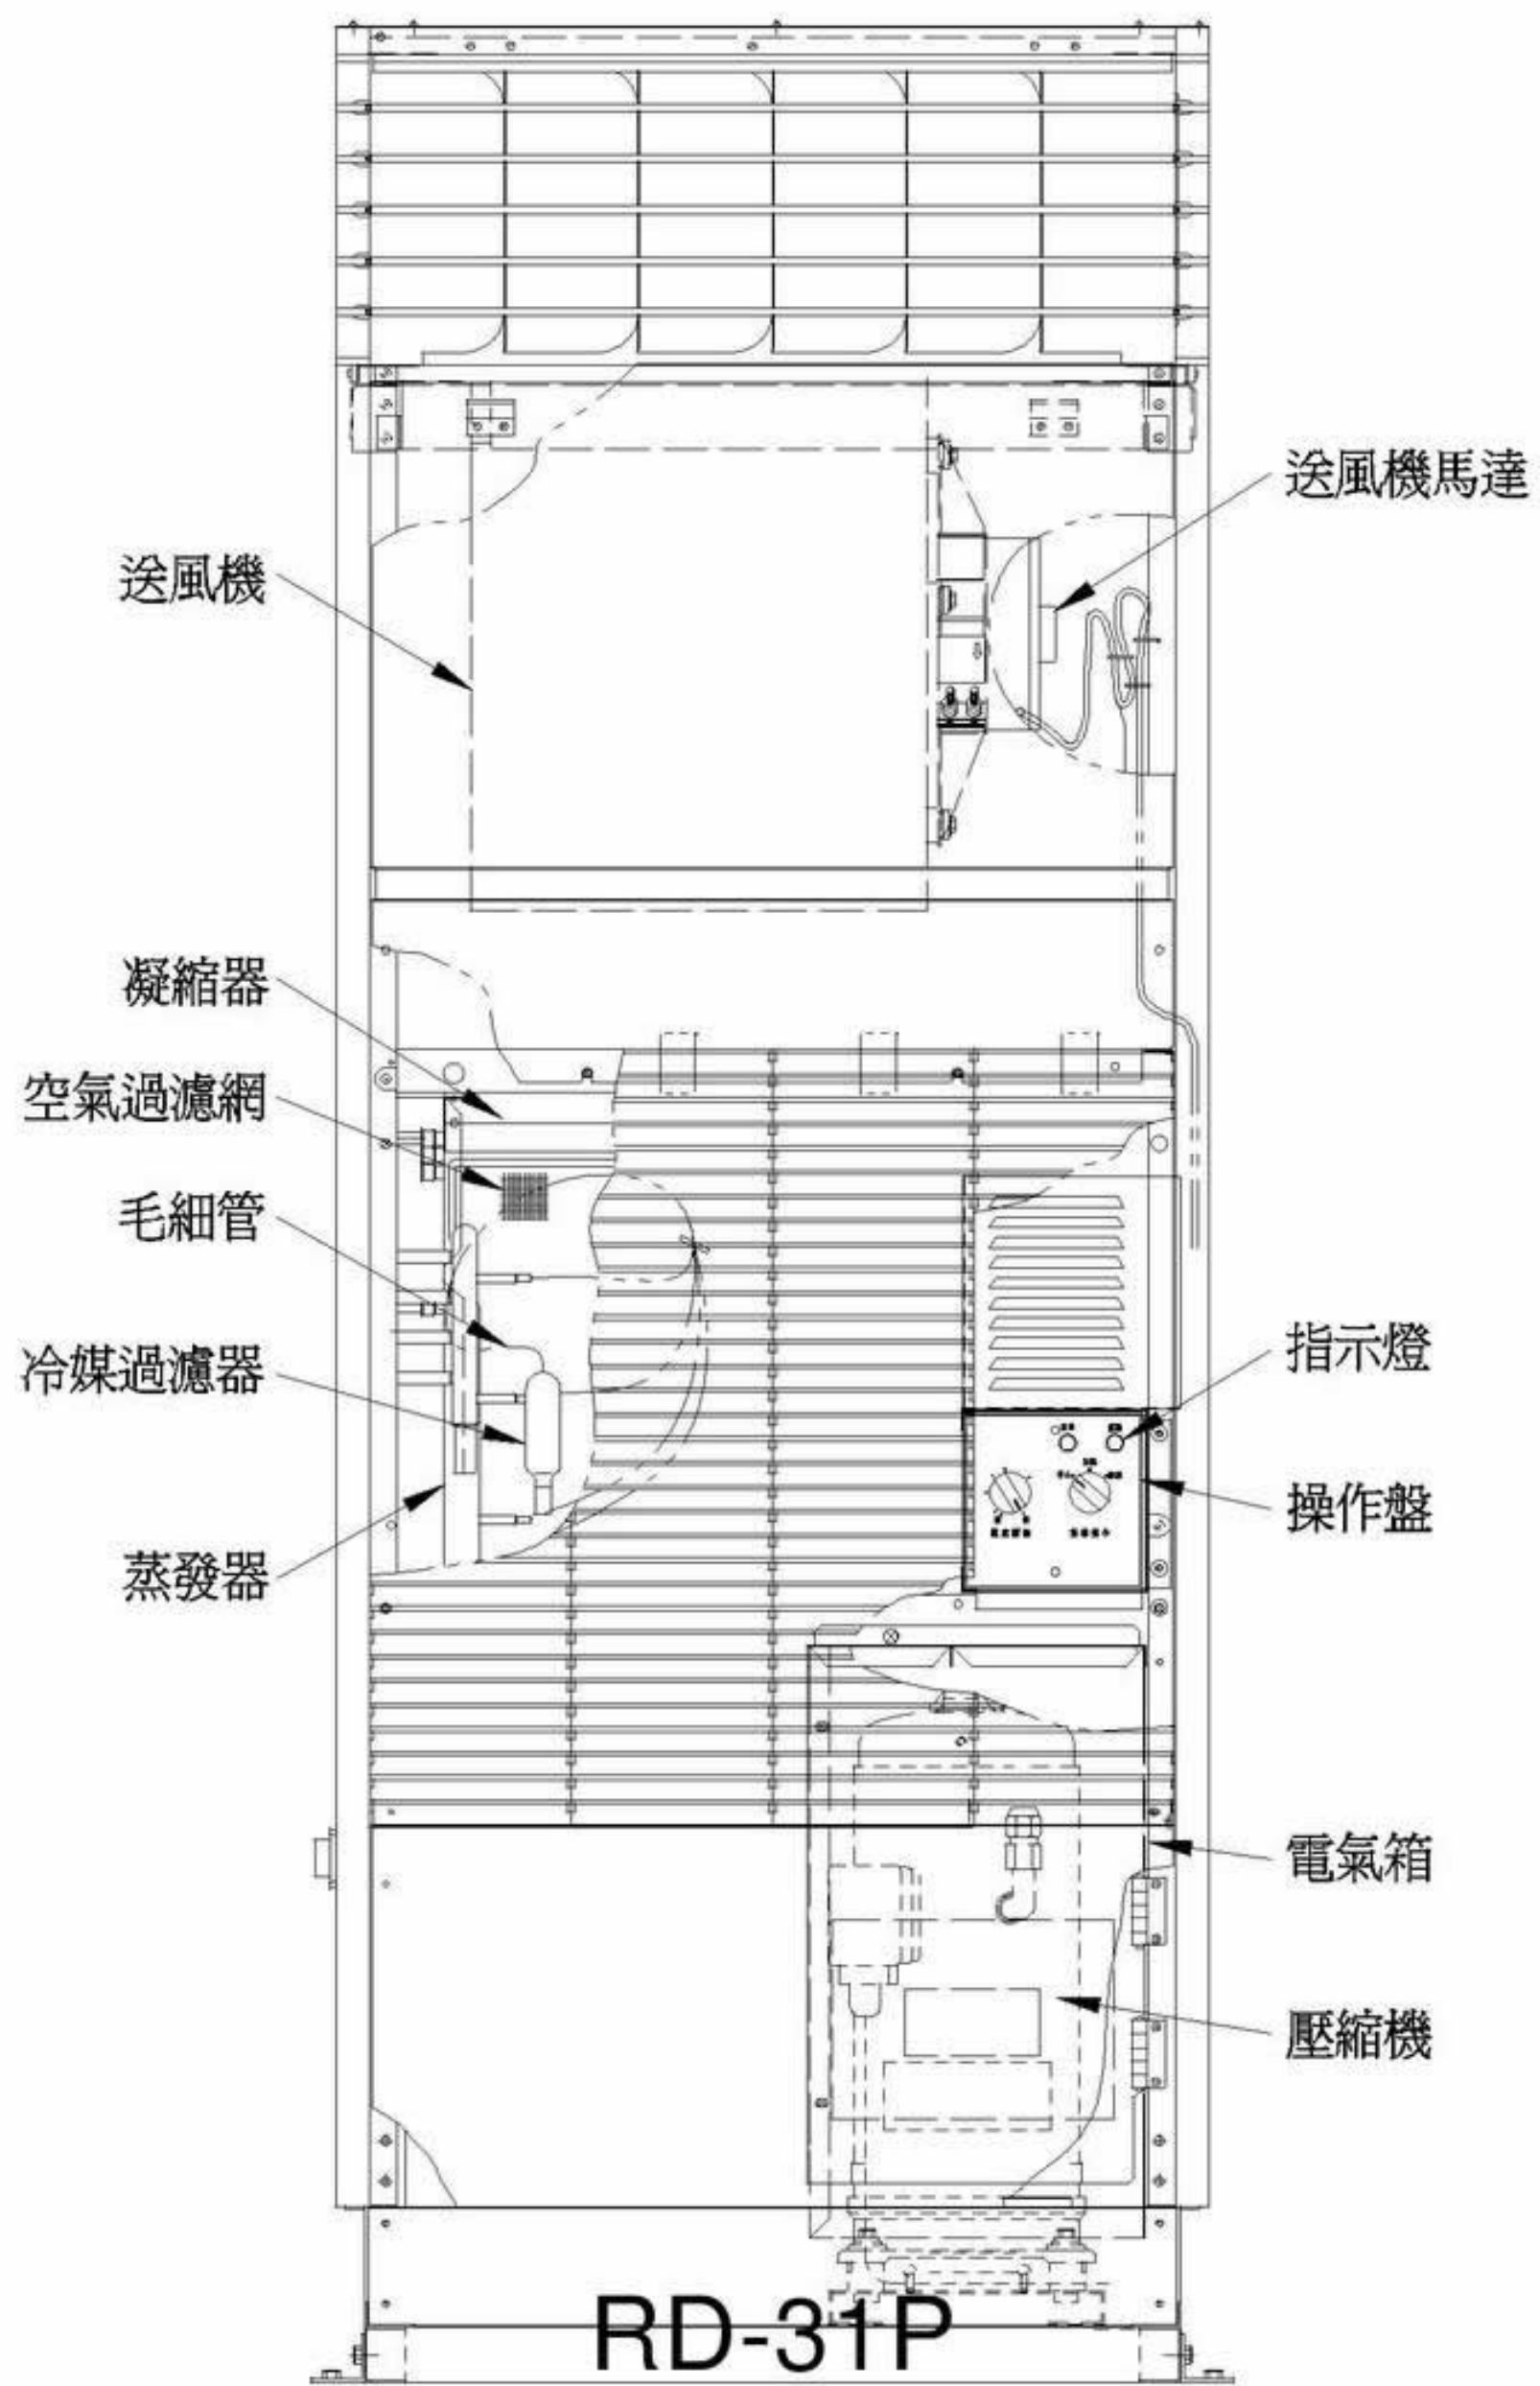 送風機馬達
送風機
凝縮器
空氣過濾網
毛細管
冷媒過濾器
指示燈
操作盤
蒸發器
電氣箱
壓縮機
RD-31P